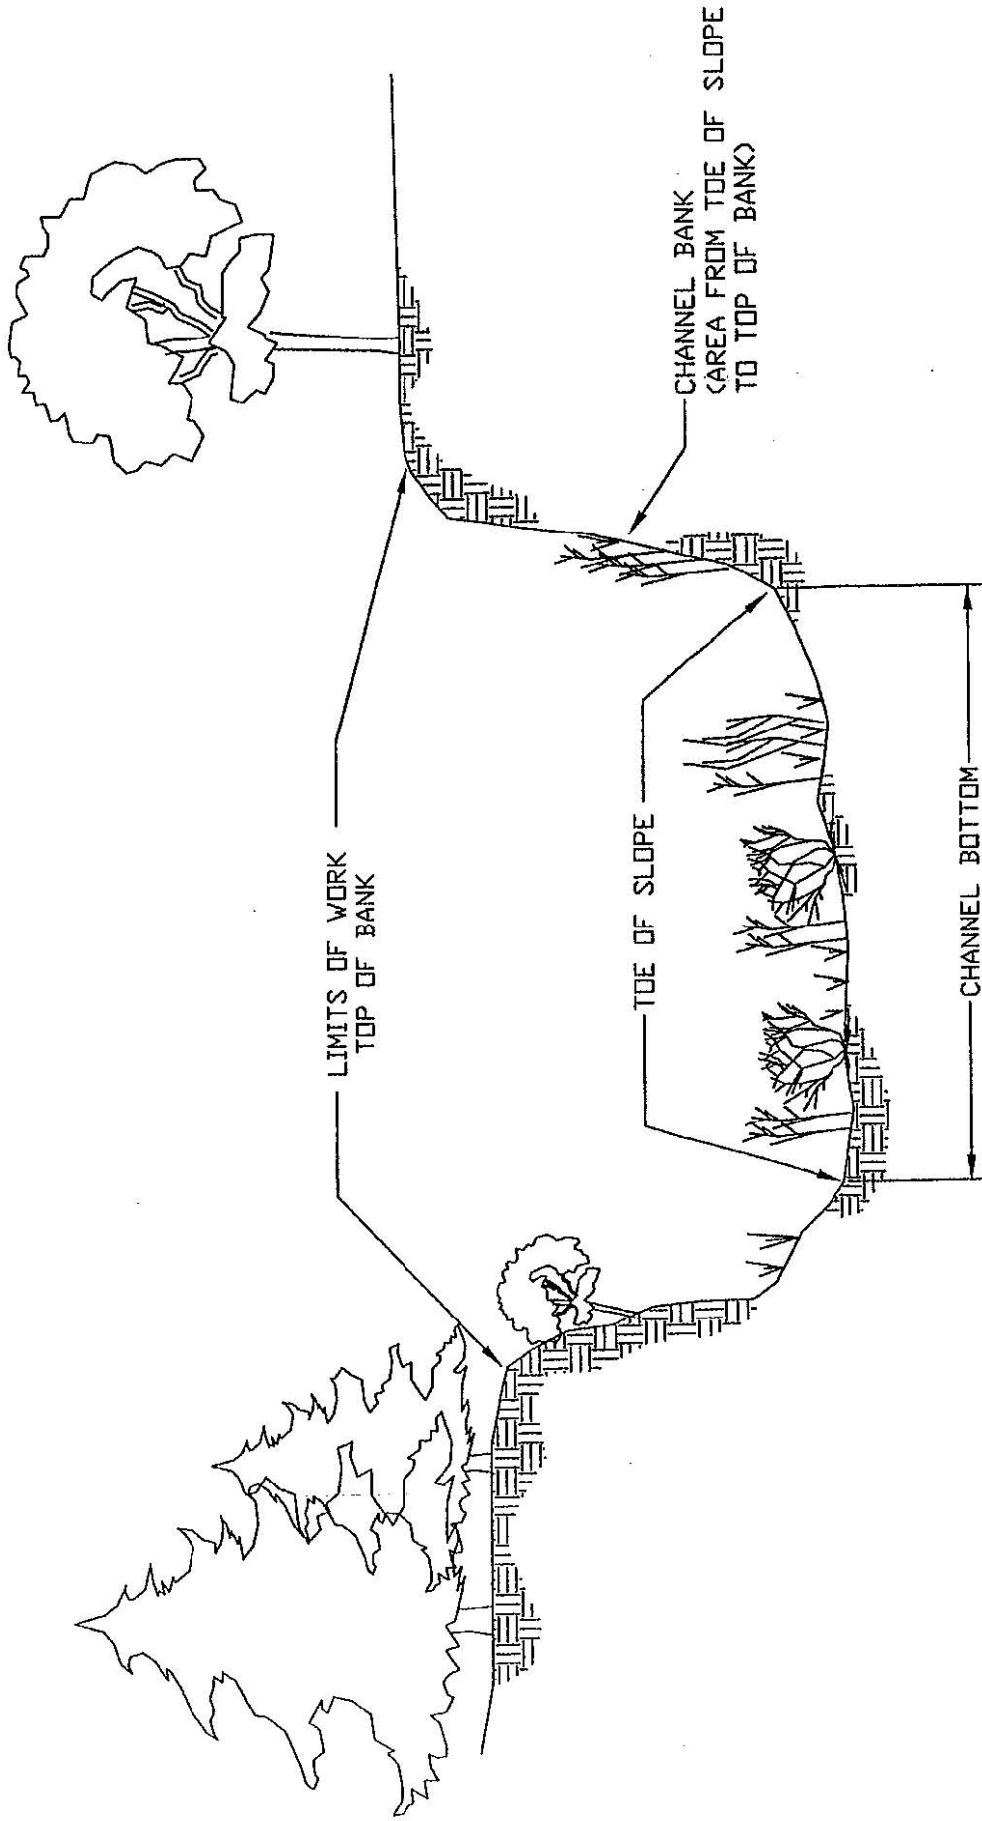 LIMITS OF WORK
TOP OF BANK
CHANNEL BANK
(AREA FROM TOE OF SLOPE
TO TOP OF BANK)
TOE OF SLOPE
CHANNEL BOTTOM